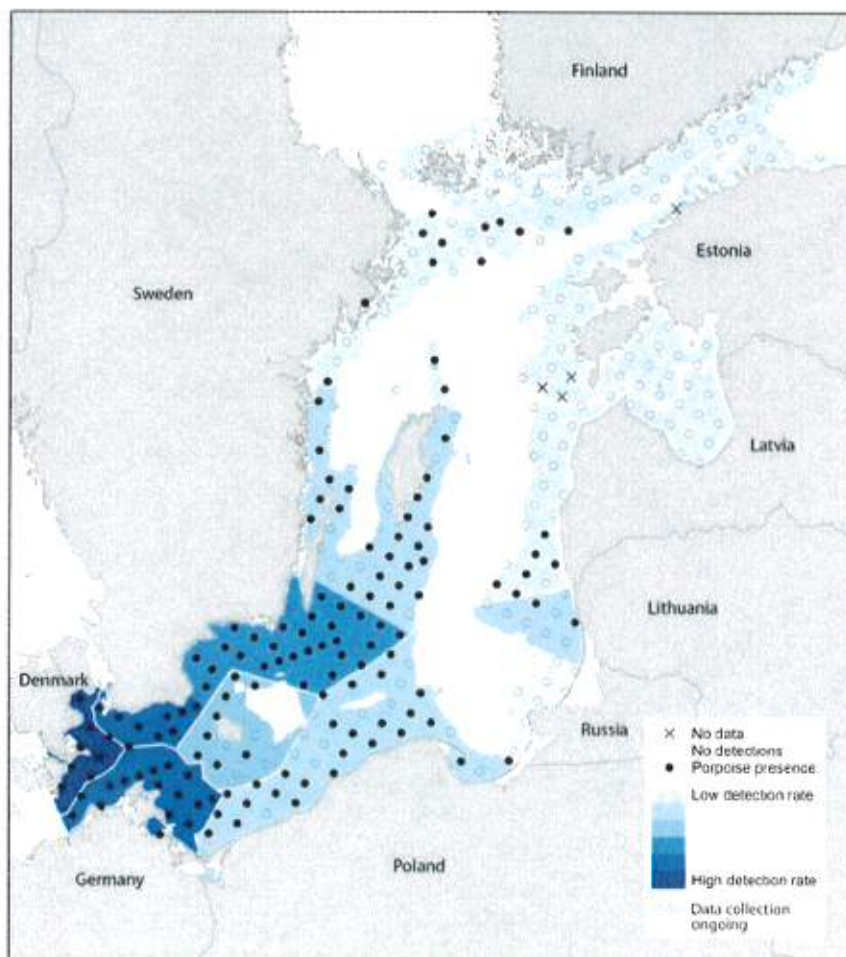 Finland
Estonia
Sweden
Latvia
Lithuania
Denmark
Russia
No data
No detections
Porpoise presence
Low detection rate
High detection rate
Data collection
ongoing
Poland
Germany